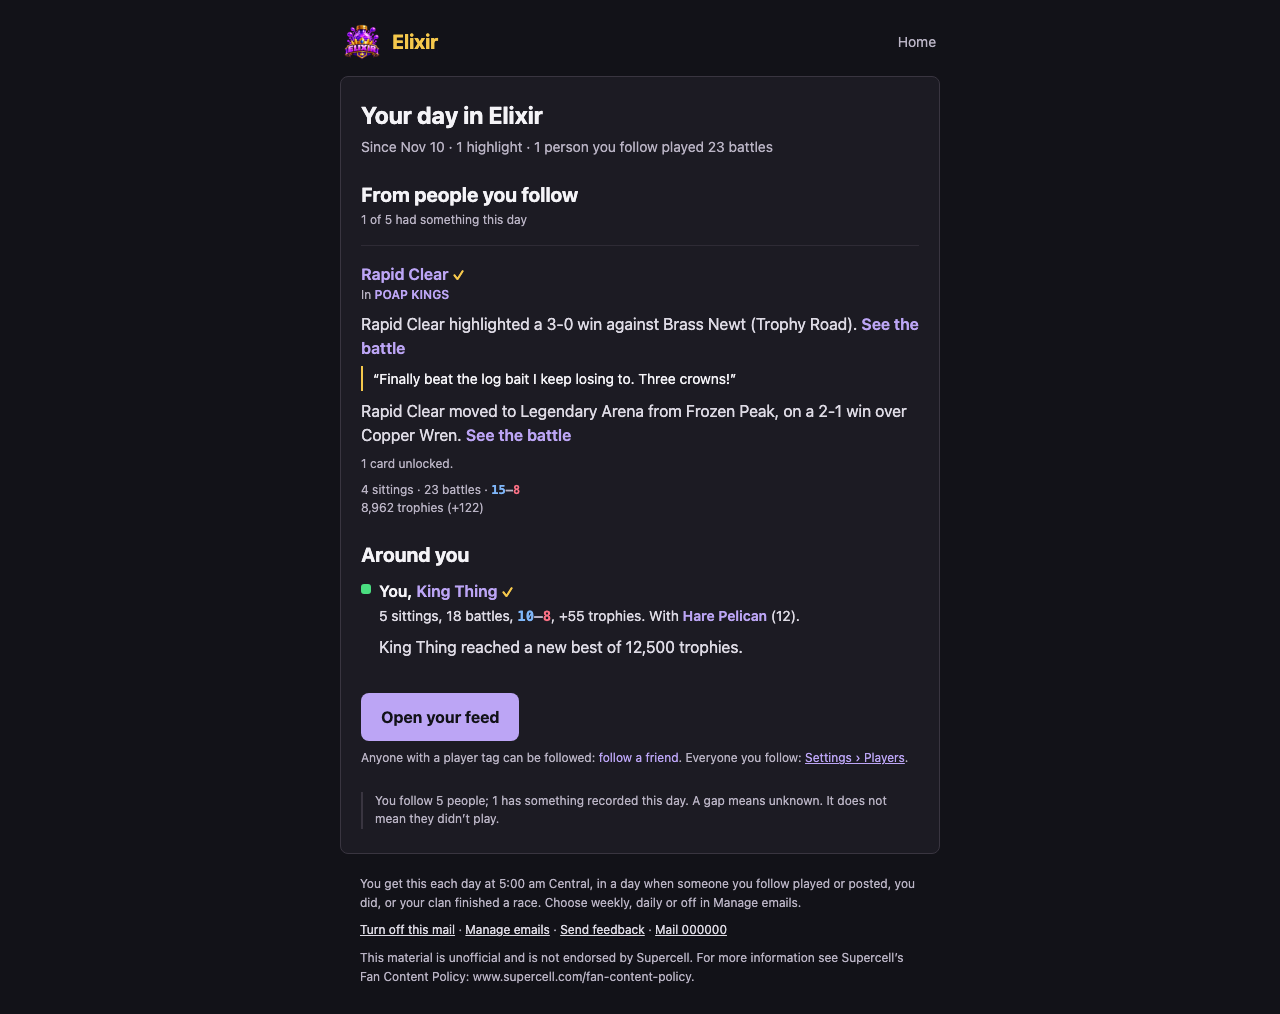 ELIXIR
Elixir
Home
Your day in Elixir
Since Nov 10 · 1 highlight · 1 person you follow played 23 battles
From people you follow
1 of 5 had something this day
Rapid Clear ✓
In POAP KINGS
Rapid Clear highlighted a 3-0 win against Brass Newt (Trophy Road). See the
battle
“Finally beat the log bait I keep losing to. Three crowns!”
Rapid Clear moved to Legendary Arena from Frozen Peak, on a 2-1 win over
Copper Wren. See the battle
1 card unlocked.
4 sittings · 23 battles · 15–8
8,962 trophies (+122)
Around you
You, King Thing ✓
5 sittings, 18 battles, 10–8, +55 trophies. With Hare Pelican (12).
King Thing reached a new best of 12,500 trophies.
Open your feed
Anyone with a player tag can be followed: follow a friend. Everyone you follow: Settings › Players.
You follow 5 people; 1 has something recorded this day. A gap means unknown. It does not
mean they didn’t play.
You get this each day at 5:00 am Central, in a day when someone you follow played or posted, you
did, or your clan finished a race. Choose weekly, daily or off in Manage emails.
Turn off this mail · Manage emails · Send feedback · Mail 000000
This material is unofficial and is not endorsed by Supercell. For more information see Supercell’s
Fan Content Policy: www.supercell.com/fan-content-policy.